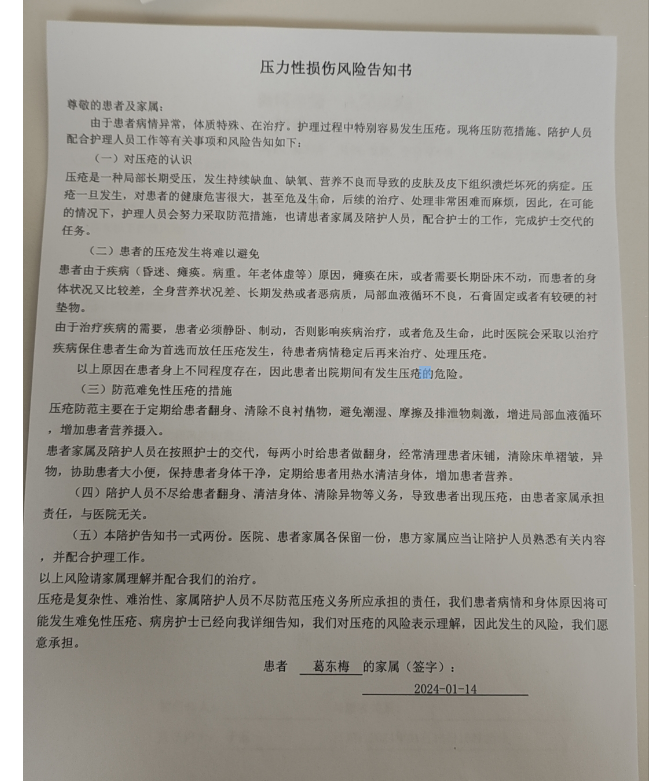 压力性损伤风险告知书
尊敬的患者及家属：
由于患者病情异常，体质特殊、在治疗。护理过程中特别容易发生压疮。现将压防范措施、陪护人员
配合护理人员工作等有关事项和风险告知如下：
（一）对压疮的认识
压疮是一种局部长期受压，发生持续缺血、缺氧、营养不良而导致的皮肤及皮下组织溃烂坏死的病症。压
疮一旦发生，对患者的健康危害很大，甚至危及生命，后续的治疗、处理非常困难而麻烦，因此，在可能
的情况下，护理人员会努力采取防范措施，也请患者家属及陪护人员，配合护士的工作，完成护士交代的
任务。
（二）患者的压疮发生将难以避免
患者由于疾病（昏迷、瘫痪。病重。年老体虚等）原因，瘫痪在床，或者需要长期卧床不动，而患者的身
体状况又比较差，全身营养状况差、长期发热或者恶病质，局部血液循环不良，石膏固定或者有较硬的衬
垫物。
由于治疗疾病的需要，患者必须静卧、制动，否则影响疾病治疗，或者危及生命，此时医院会采取以治疗
疾病保住患者生命为首选而放任压疮发生，待患者病情稳定后再来治疗、处理压疮。
以上原因在患者身上不同程度存在，因此患者出院期间有发生压疮的危险。
（三）防范难免性压疮的措施
压疮防范主要在于定期给患者翻身、清除不良衬垫物，避免潮湿、摩擦及排泄物刺激，增进局部血液循环
，增加患者营养摄入。
患者家属及陪护人员在按照护士的交代，每两小时给患者做翻身，经常清理患者床铺，清除床单褶皱，异
物，协助患者大小便，保持患者身体干净，定期给患者用热水清洁身体，增加患者营养。
（四）陪护人员不尽给患者翻身、清洁身体、清除异物等义务，导致患者出现压疮，由患者家属承担
责任，与医院无关。
（五）本陪护告知书一式两份。医院、患者家属各保留一份，患方家属应当让陪护人员熟悉有关内容
，并配合护理工作。
以上风险请家属理解并配合我们的治疗。
压疮是复杂性、难治性、家属陪护人员不尽防范压疮义务所应承担的责任，我们患者病情和身体原因将可
能发生难免性压疮、病房护士已经向我详细告知，我们对压疮的风险表示理解，因此发生的风险，我们愿
意承担。
患者 葛东梅 的家属（签字）：
2024-01-14